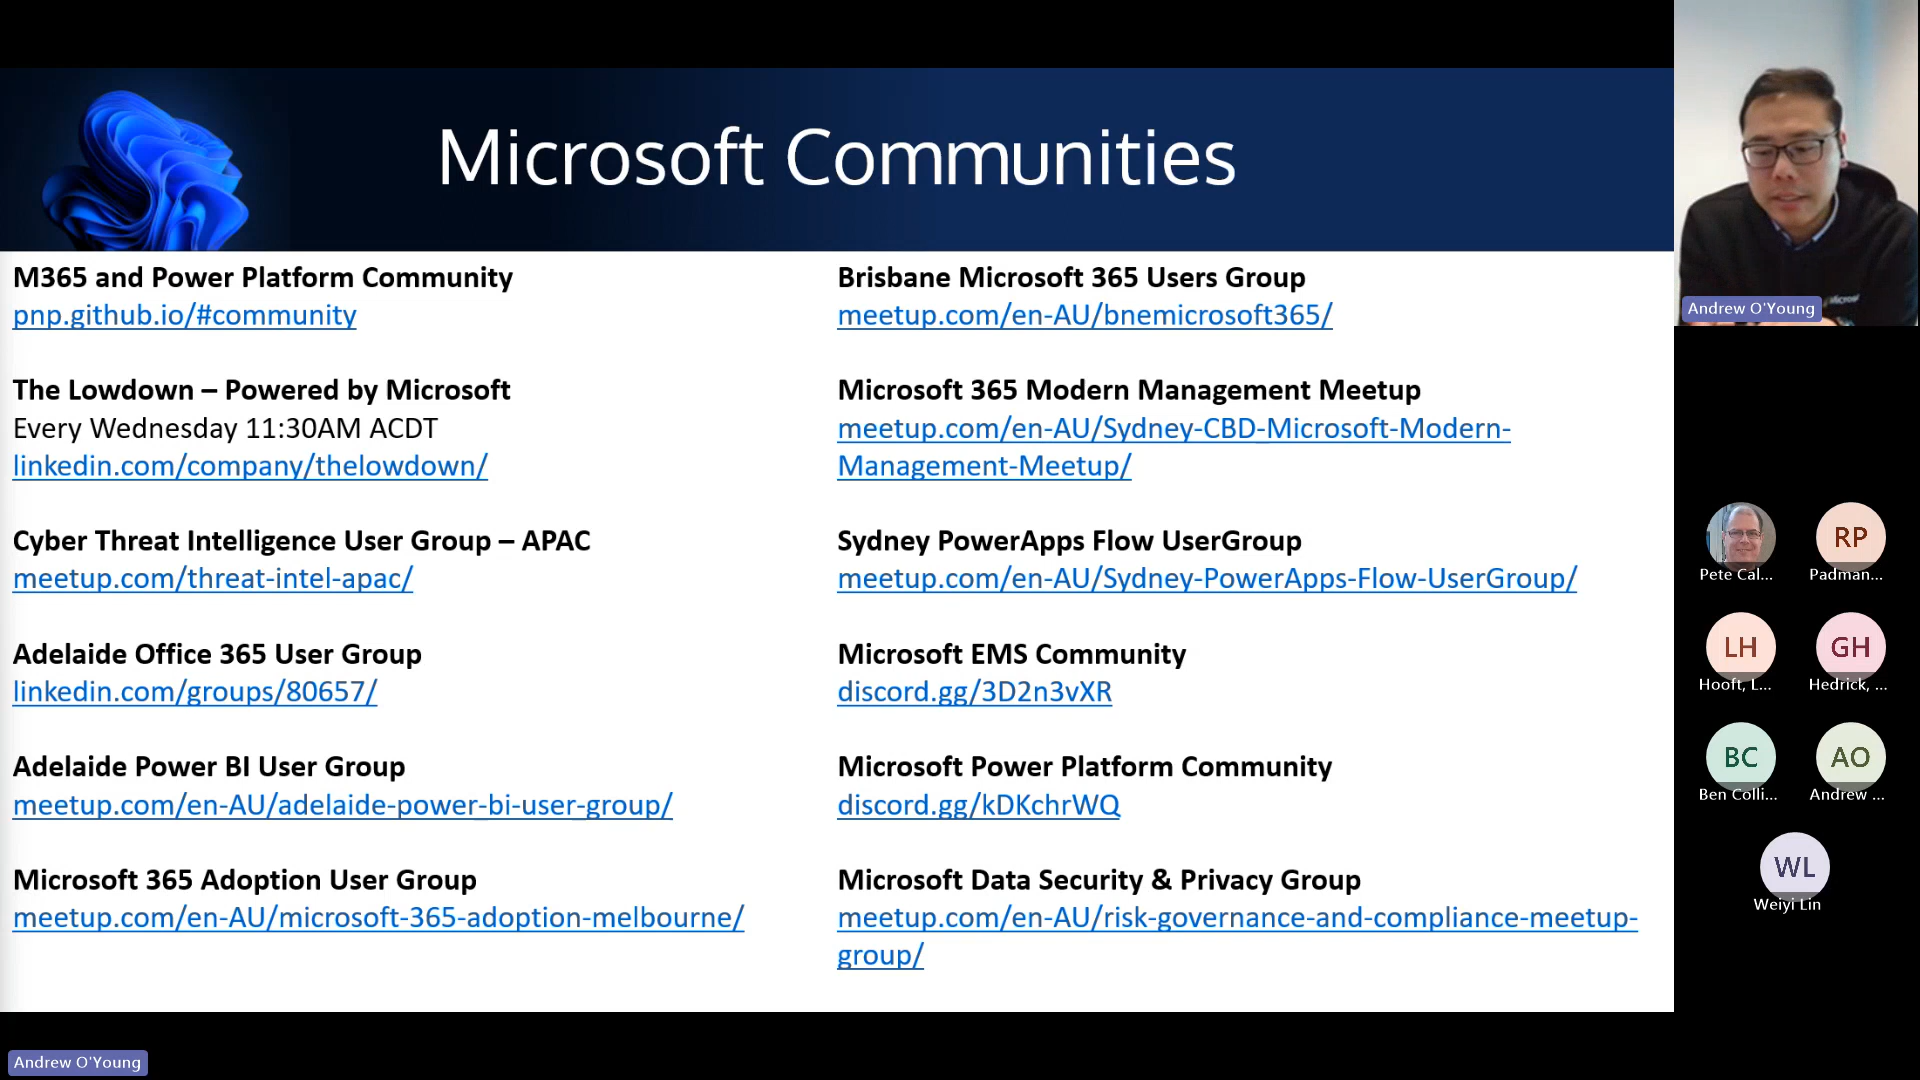 Microsoft Communities
M365 and Power Platform Community
pnp.github.io/#community
The Lowdown – Powered by Microsoft
Every Wednesday 11:30AM ACDT
linkedin.com/company/thelowdown/
Cyber Threat Intelligence User Group – APAC
meetup.com/threat-intel-apac/
Adelaide Office 365 User Group
linkedin.com/groups/80657/
Adelaide Power BI User Group
meetup.com/en-AU/adelaide-power-bi-user-group/
Microsoft 365 Adoption User Group
meetup.com/en-AU/microsoft-365-adoption-melbourne/
Brisbane Microsoft 365 Users Group
meetup.com/en-AU/bnemicrosoft365/
Microsoft 365 Modern Management Meetup
meetup.com/en-AU/Sydney-CBD-Microsoft-Modern-
Management-Meetup/
Sydney PowerApps Flow UserGroup
meetup.com/en-AU/Sydney-PowerApps-Flow-UserGroup/
Microsoft EMS Community
discord.gg/3D2n3vXR
Microsoft Power Platform Community
discord.gg/kDKchrWQ
Microsoft Data Security & Privacy Group
meetup.com/en-AU/risk-governance-and-compliance-meetup-
group/
Andrew O'Young
Pete Cal...
RP
Padman...
LH
Hooft, L...
GH
Hedrick, ...
BC
Ben Colli...
AO
Andrew ...
WL
Weiyi Lin
Andrew O'Young